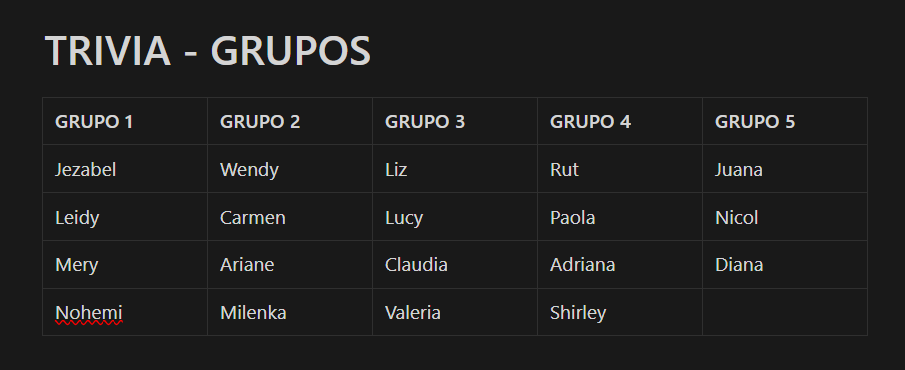 TRIVIA - GRUPOS
GRUPO 1 GRUPO 2 GRUPO 3 GRUPO 4 GRUPO 5
Jezabel Wendy Liz Rut Juana
Leidy Carmen Lucy Paola Nicol
Mery Ariane Claudia Adriana Diana
Nohemi Milenka Valeria Shirley